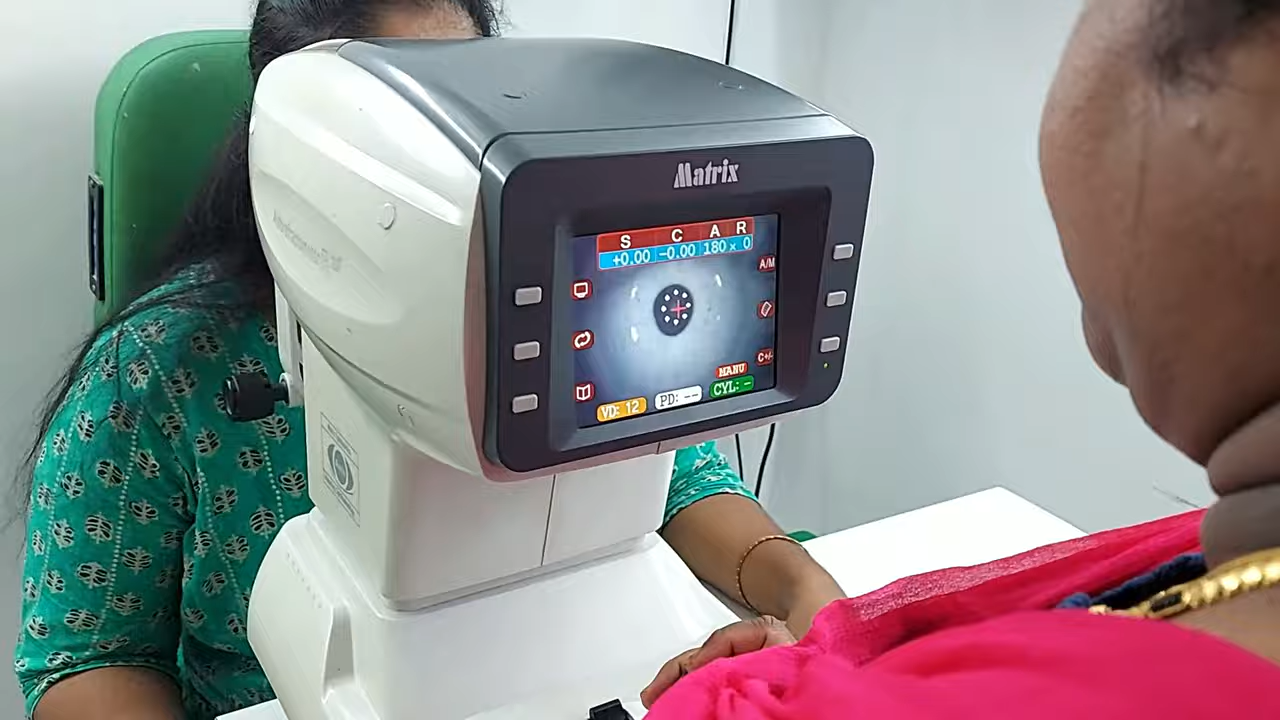 Matrix
S C A R
+0.00 -0.00 180 x 0
A/M
C+/-
MANU
VD: 12 PD: -- CYL: -